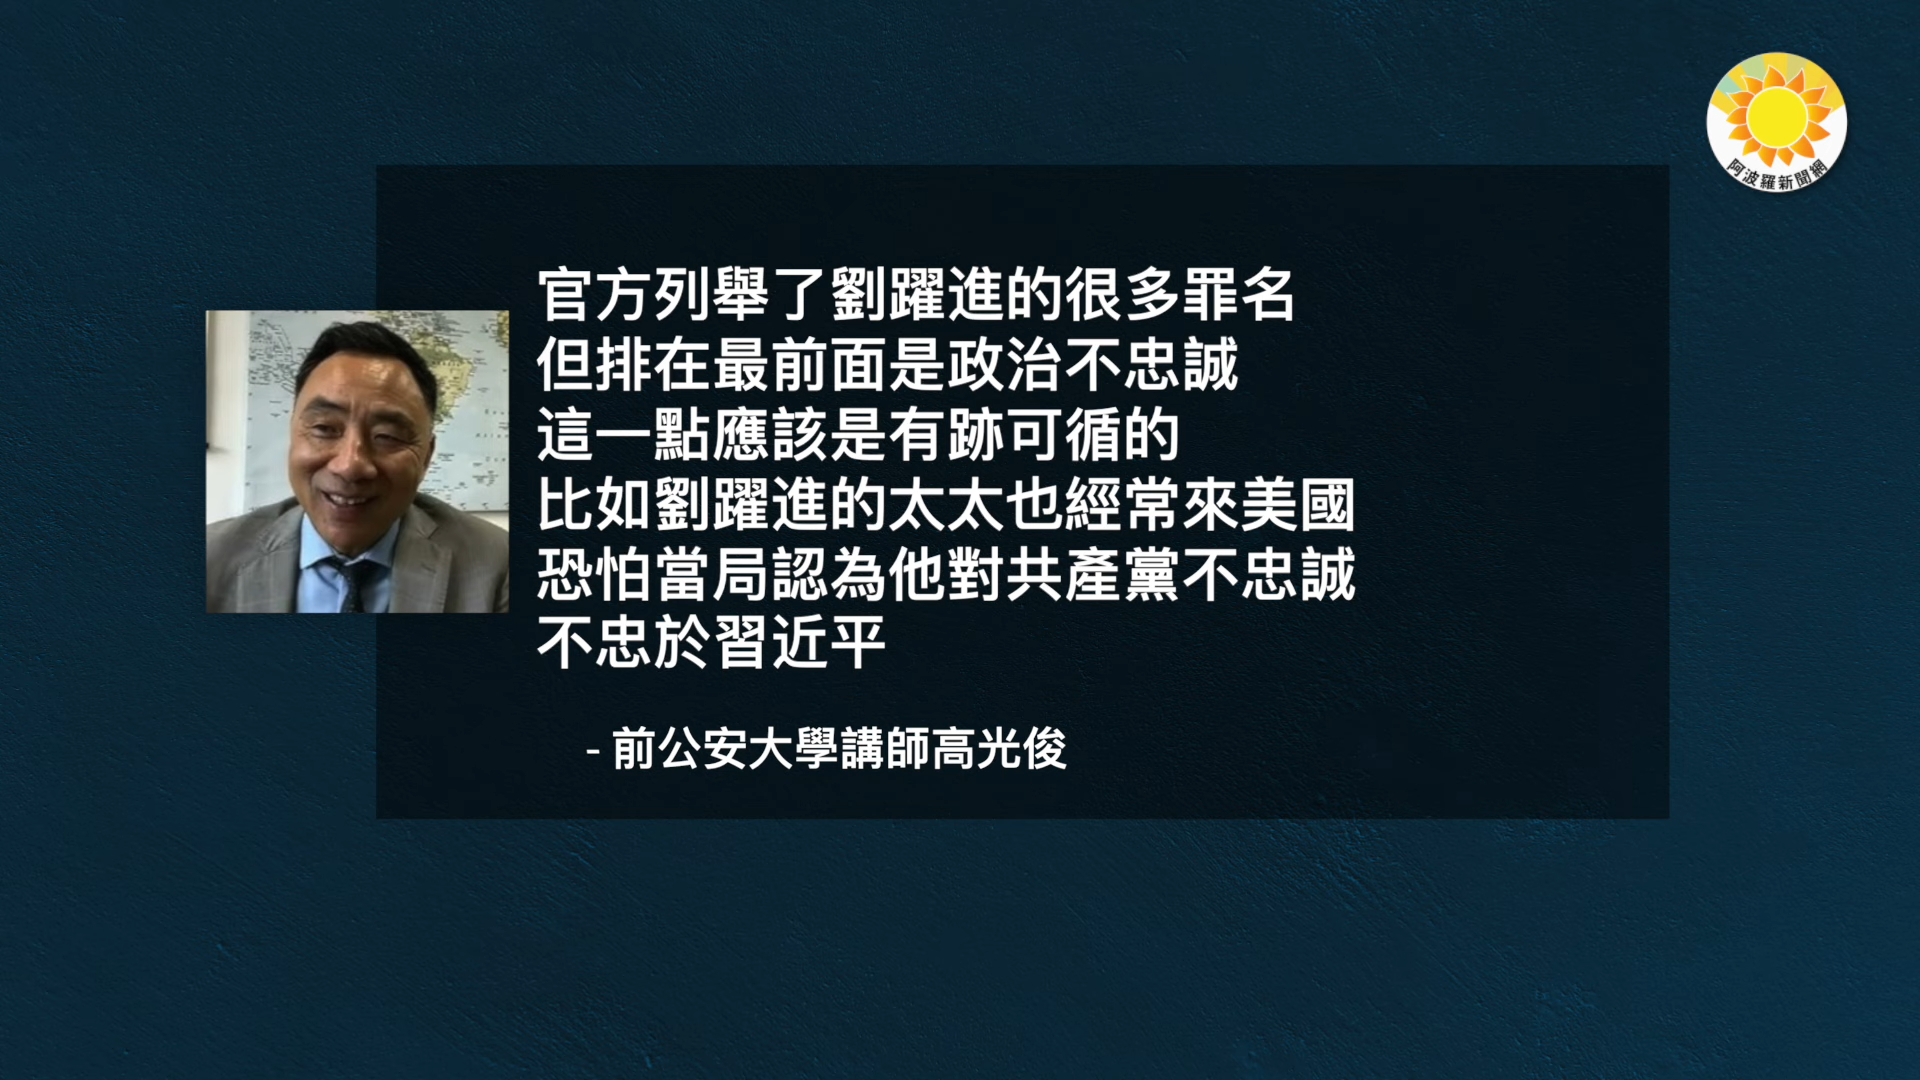 官方列舉了劉躍進的很多罪名
但排在最前面是政治不忠誠
這一點應該是有跡可循的
比如劉躍進的太太也經常來美國
恐怕當局認為他對共產黨不忠誠
不忠於習近平
- 前公安大學講師高光俊
阿波羅新聞網